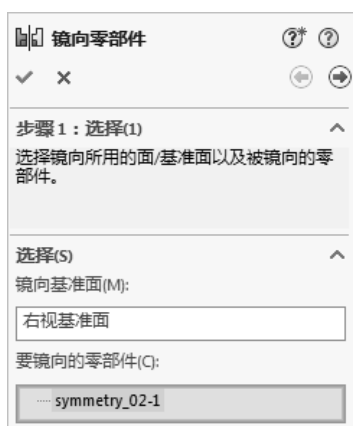 镜向零部件
步骤1：选择(1)
选择镜向所用的面/基准面以及被镜向的零
部件。
选择(S)
镜向基准面(M):
右视基准面
要镜向的零部件(C):
symmetry_02-1